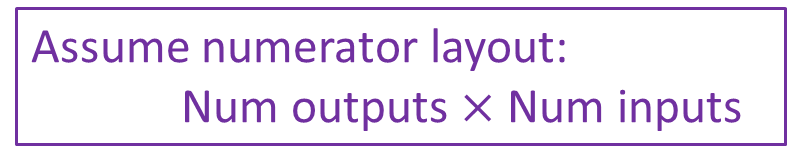 Assume numerator layout:
Num outputs × Num inputs